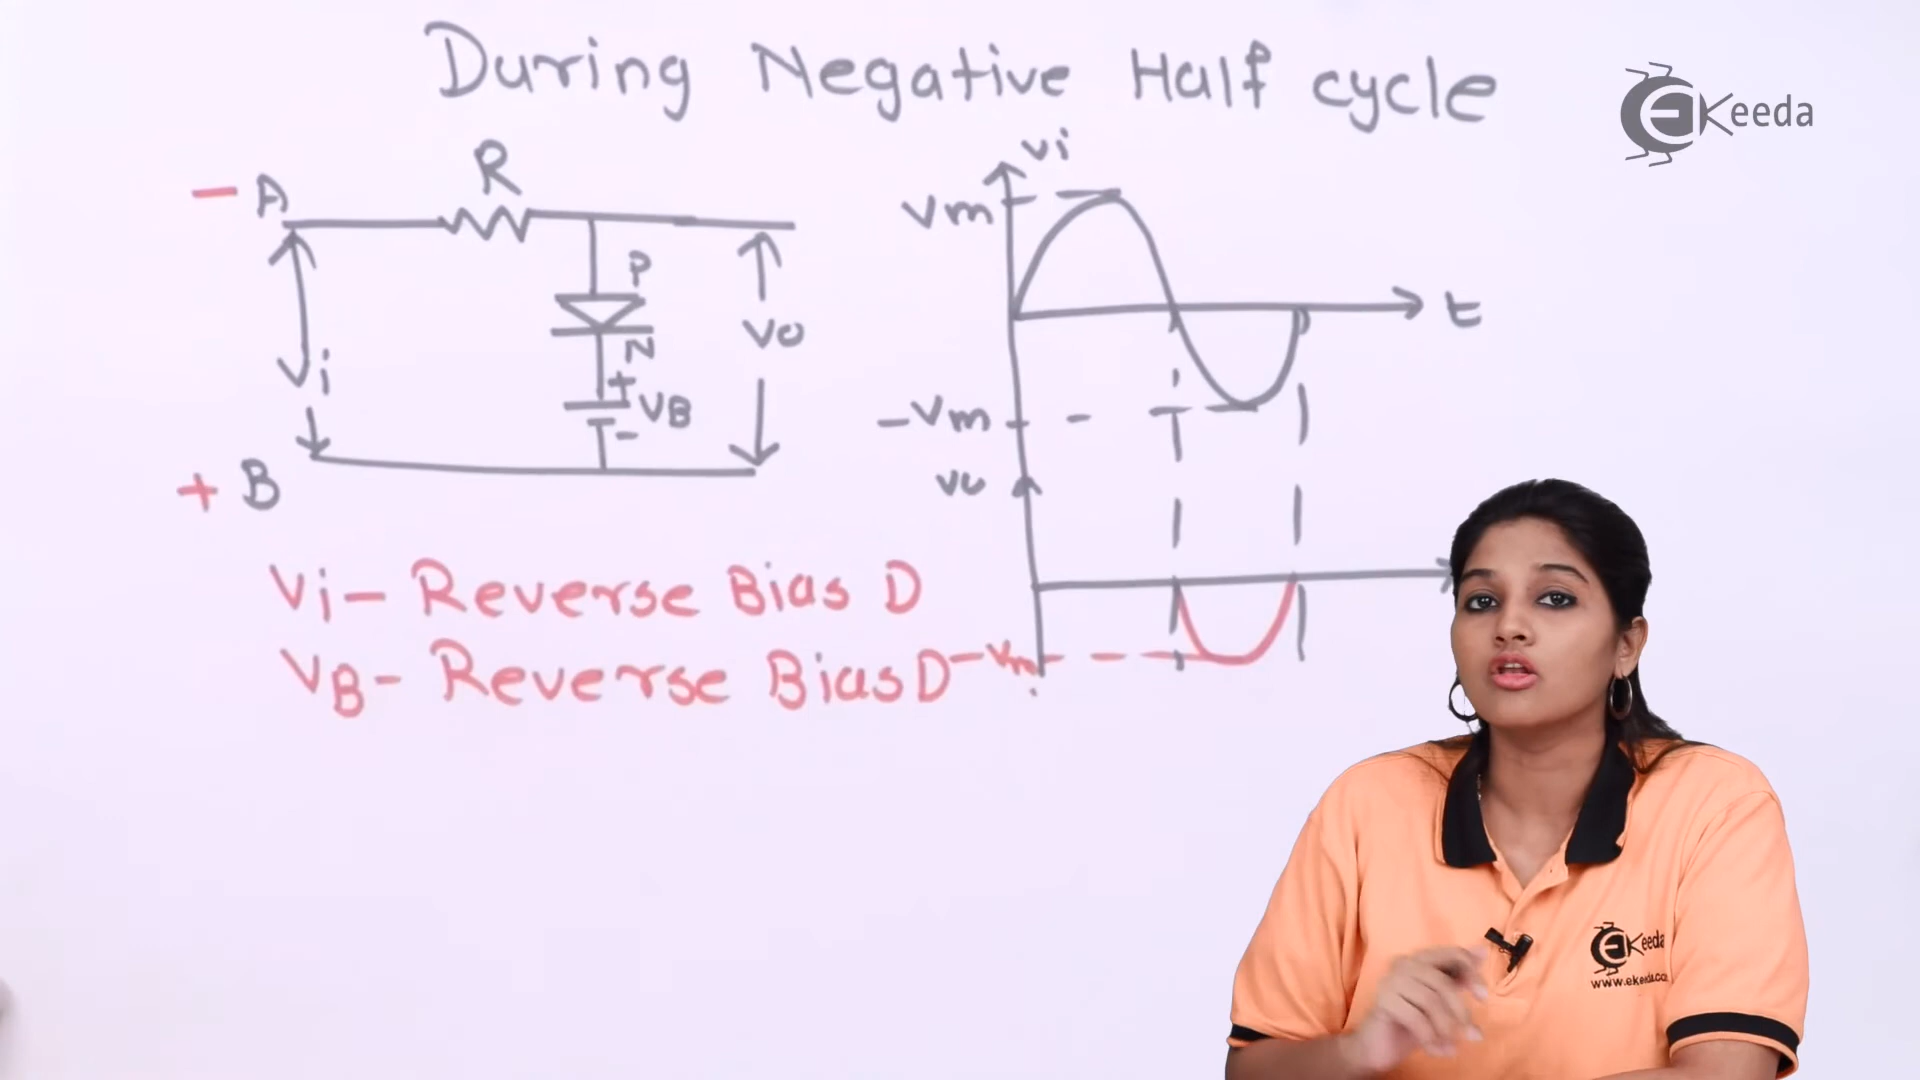 During Negative Half cycle
EKeeda
- A
R
P
N
+
VB
-
Vi
Vo
+ B
Vi
Vm
t
-Vm
Vo
-Vm
Vi - Reverse Bias D
VB - Reverse Bias D
EKeeda
www.ekeeda.co